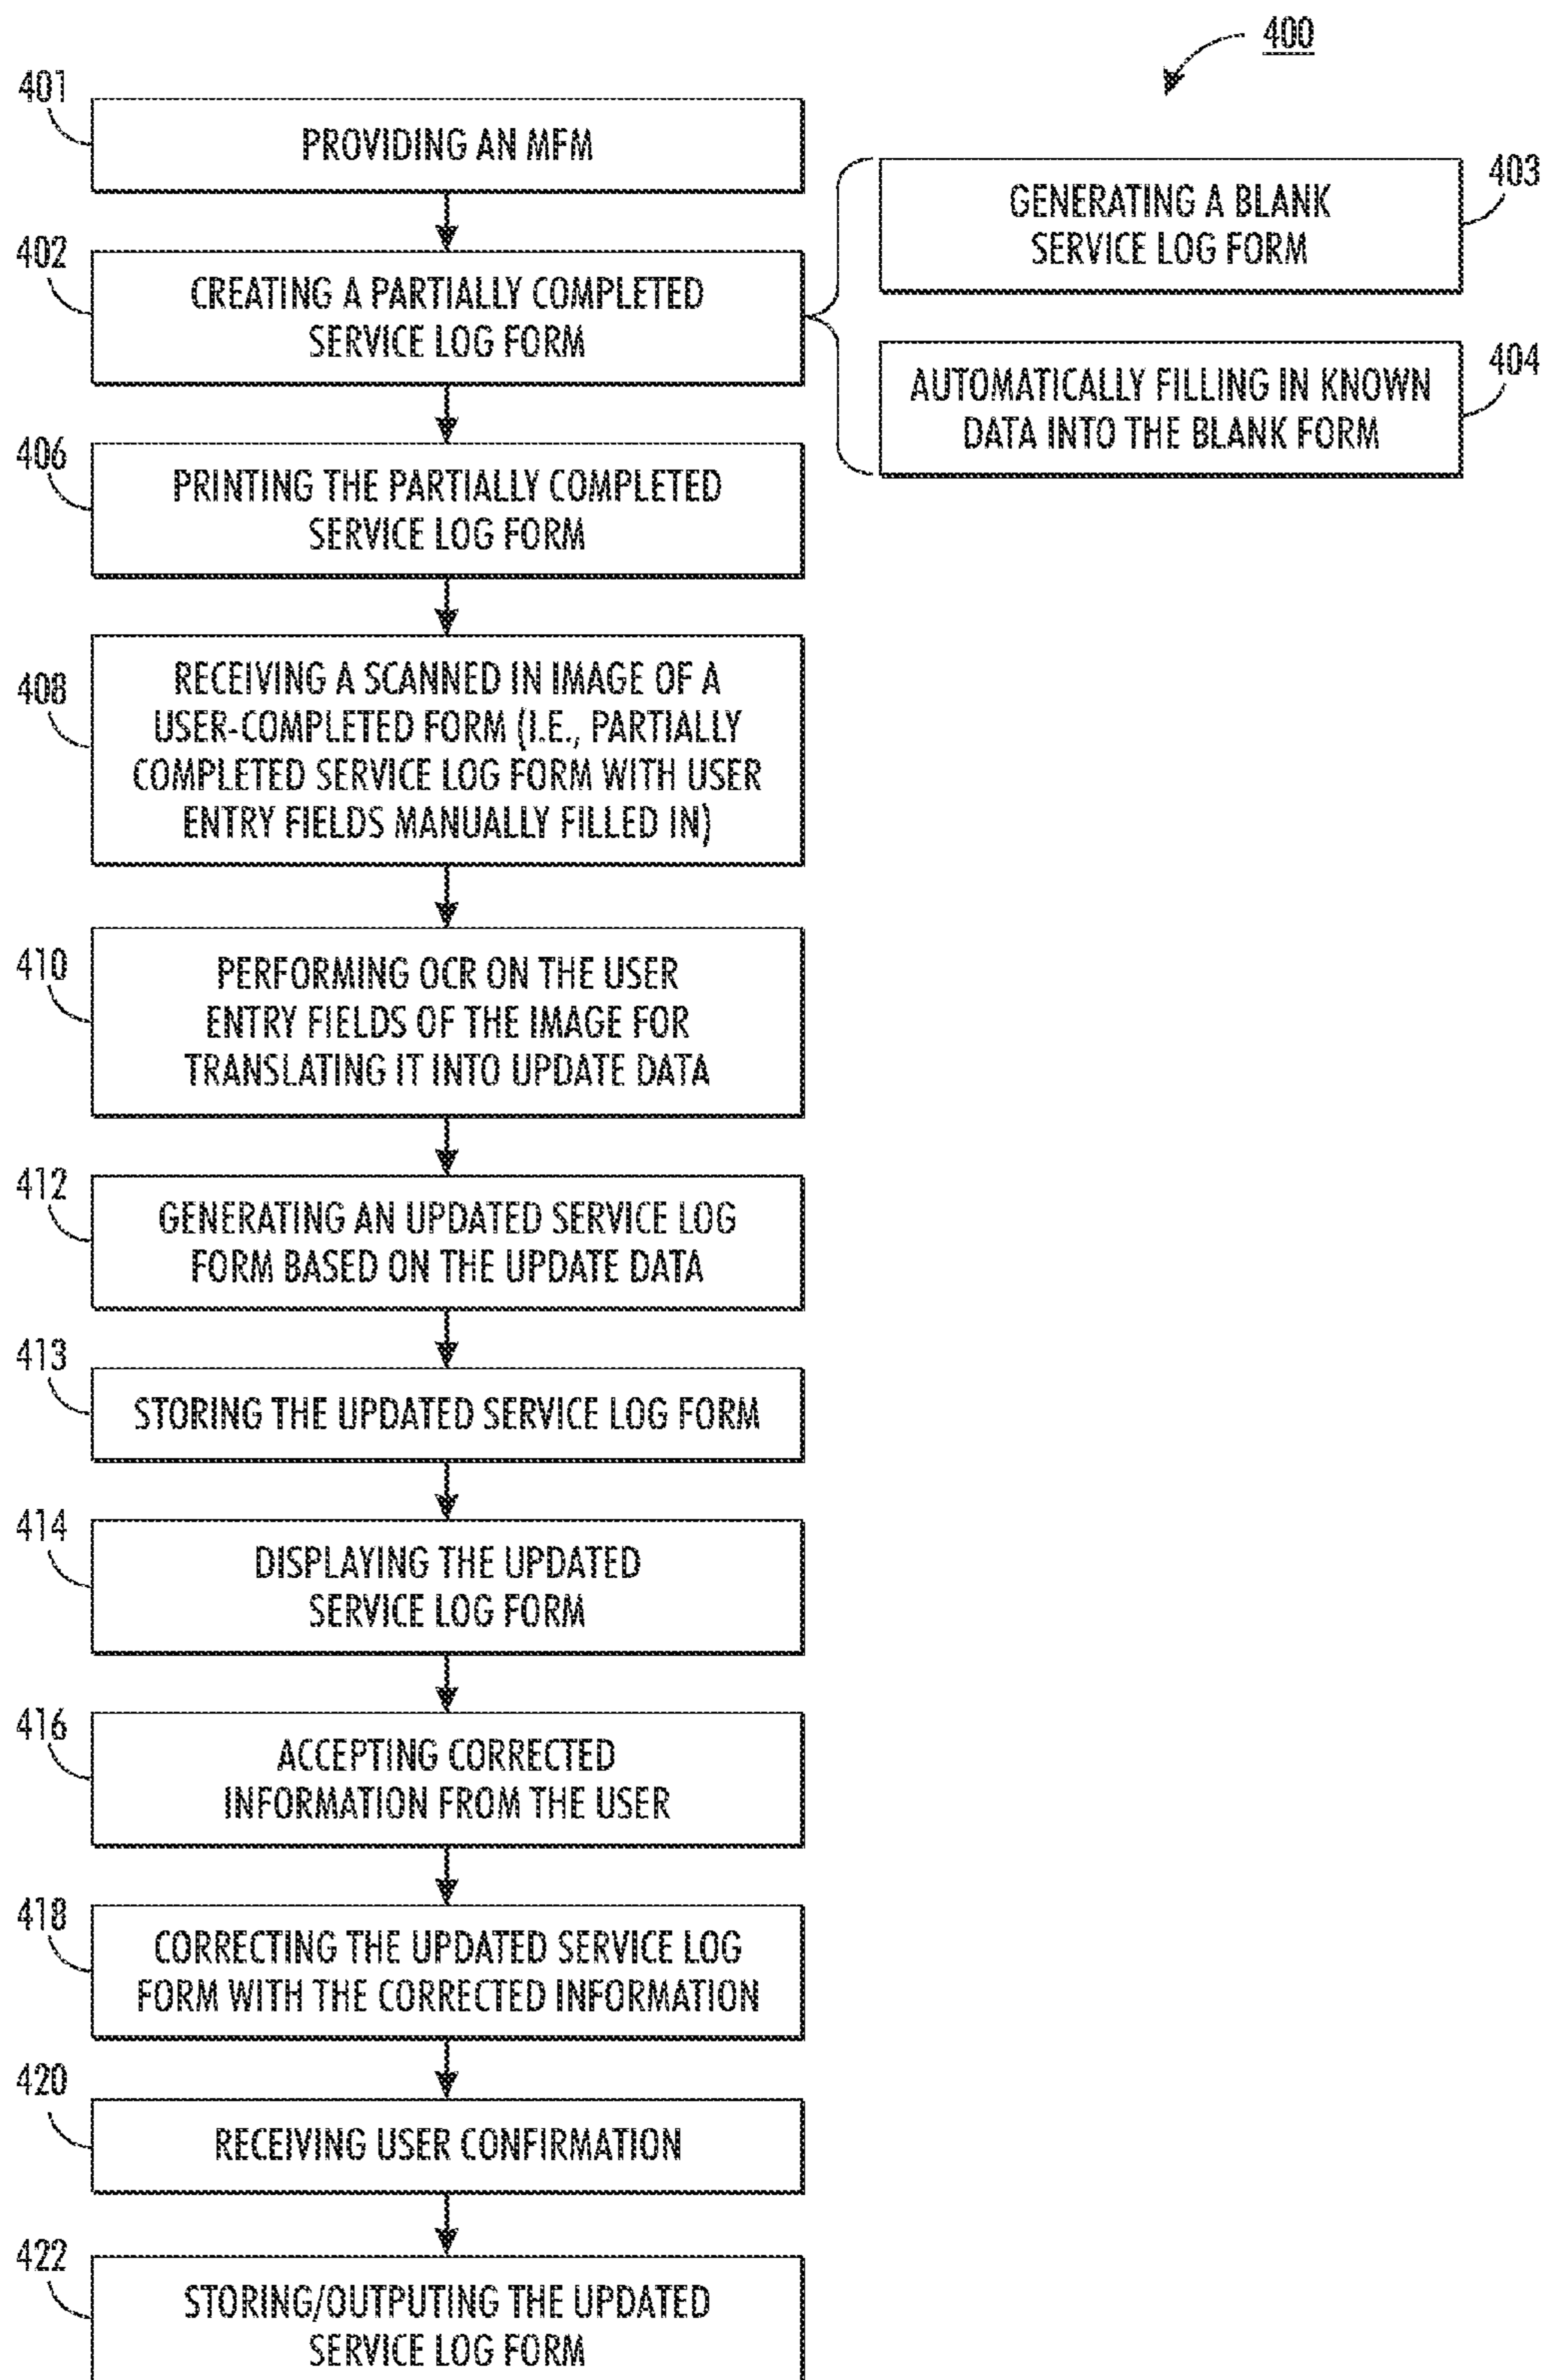 400
401
PROVIDING AN MFM
402
CREATING A PARTIALLY COMPLETED
SERVICE LOG FORM
403
GENERATING A BLANK
SERVICE LOG FORM
404
AUTOMATICALLY FILLING IN KNOWN
DATA INTO THE BLANK FORM
406
PRINTING THE PARTIALLY COMPLETED
SERVICE LOG FORM
408
RECEIVING A SCANNED IN IMAGE OF A
USER-COMPLETED FORM (I.E., PARTIALLY
COMPLETED SERVICE LOG FORM WITH USER
ENTRY FIELDS MANUALLY FILLED IN)
410
PERFORMING OCR ON THE USER
ENTRY FIELDS OF THE IMAGE FOR
TRANSLATING IT INTO UPDATE DATA
412
GENERATING AN UPDATED SERVICE LOG
FORM BASED ON THE UPDATE DATA
413
STORING THE UPDATED SERVICE LOG FORM
414
DISPLAYING THE UPDATED
SERVICE LOG FORM
416
ACCEPTING CORRECTED
INFORMATION FROM THE USER
418
CORRECTING THE UPDATED SERVICE LOG
FORM WITH THE CORRECTED INFORMATION
420
RECEIVING USER CONFIRMATION
422
STORING/OUTPUTING THE UPDATED
SERVICE LOG FORM